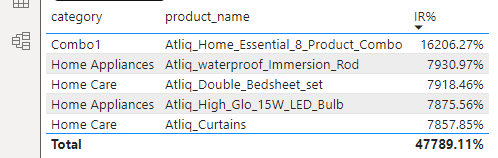 category product_name IR%
Combo1 Atliq_Home_Essential_8_Product_Combo 16206.27%
Home Appliances Atliq_waterproof_Immersion_Rod 7930.97%
Home Care Atliq_Double_Bedsheet_set 7918.46%
Home Appliances Atliq_High_Glo_15W_LED_Bulb 7875.56%
Home Care Atliq_Curtains 7857.85%
Total 47789.11%